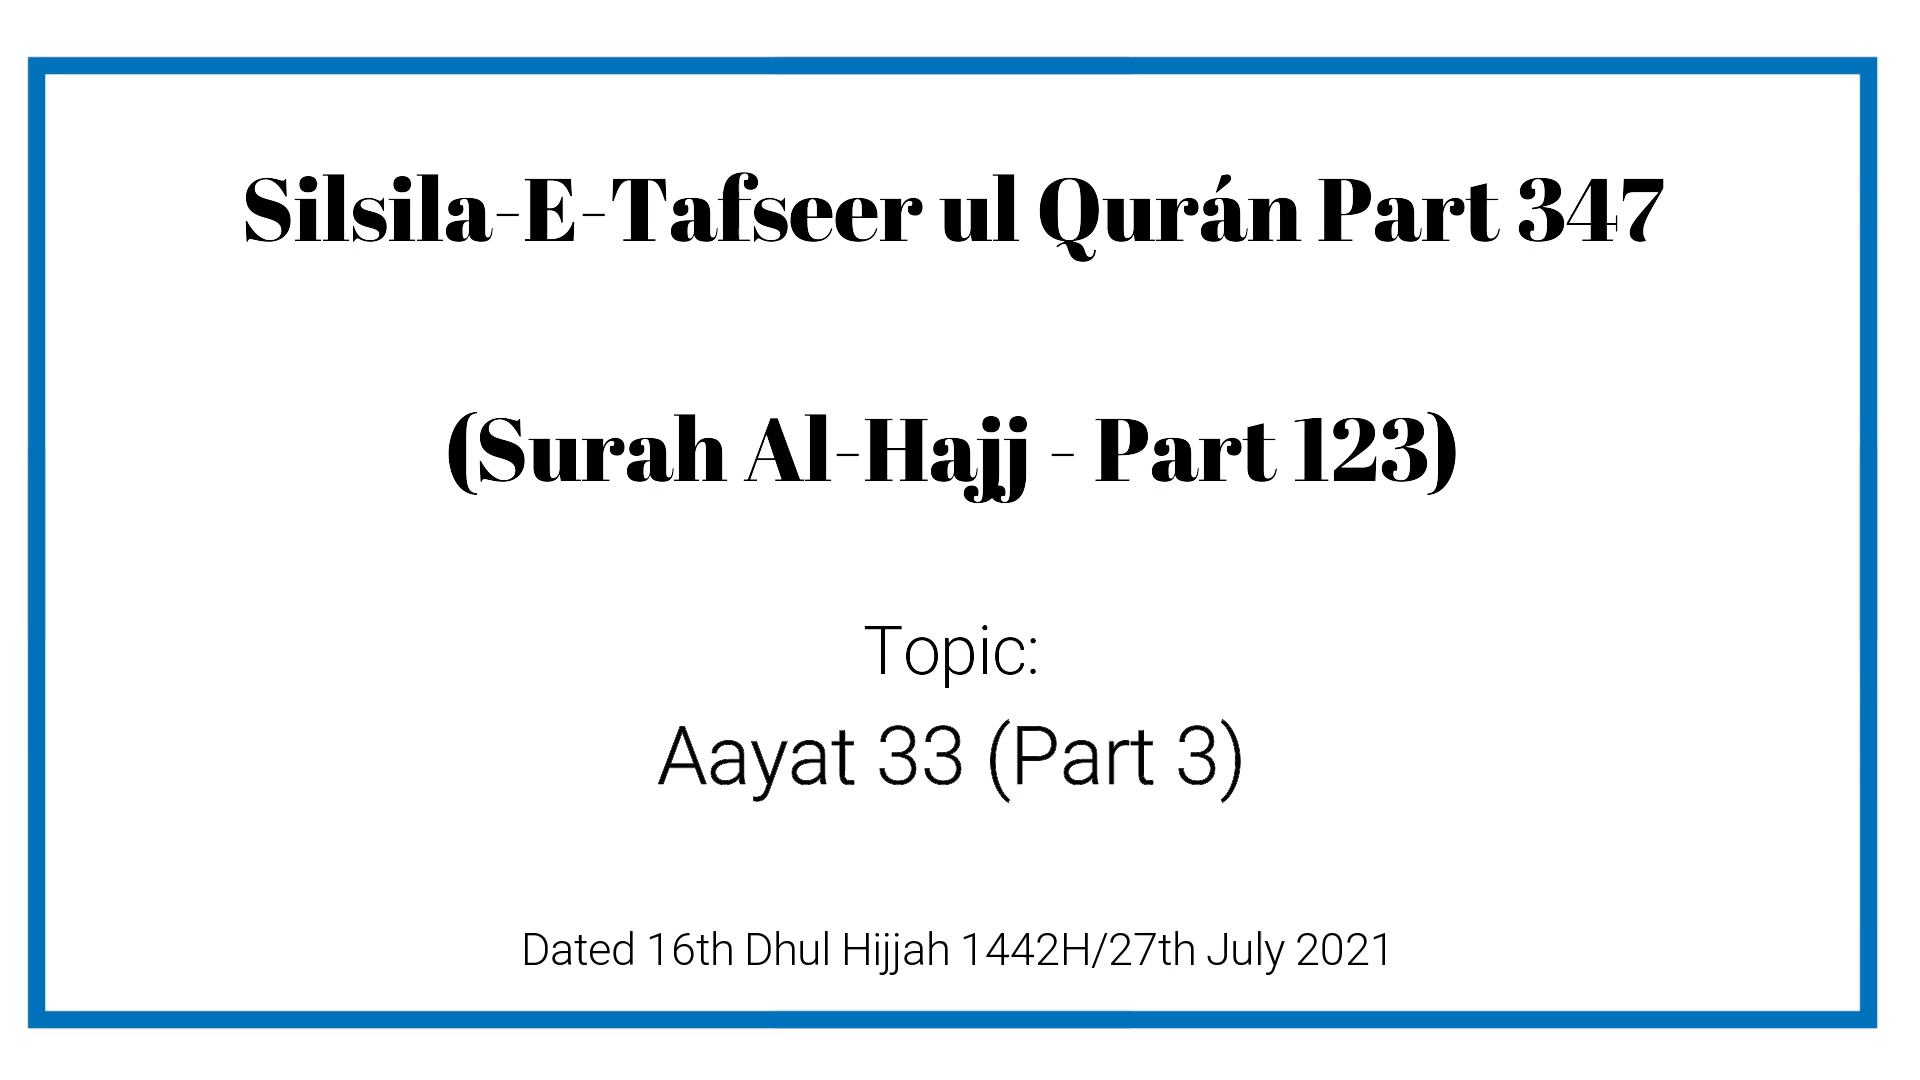 Silsila-E-Tafseer ul Qurán Part 347
(Surah Al-Hajj - Part 123)
Topic:
Aayat 33 (Part 3)
Dated 16th Dhul Hijjah 1442H/27th July 2021